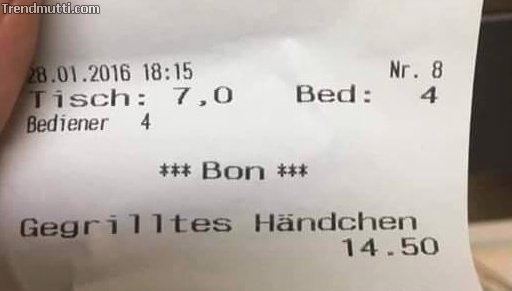 Trendmutti.com
28.01.2016 18:15 Nr. 8
Tisch: 7,0 Bed: 4
Bediener 4
*** Bon ***
Gegrilltes Händchen
14.50